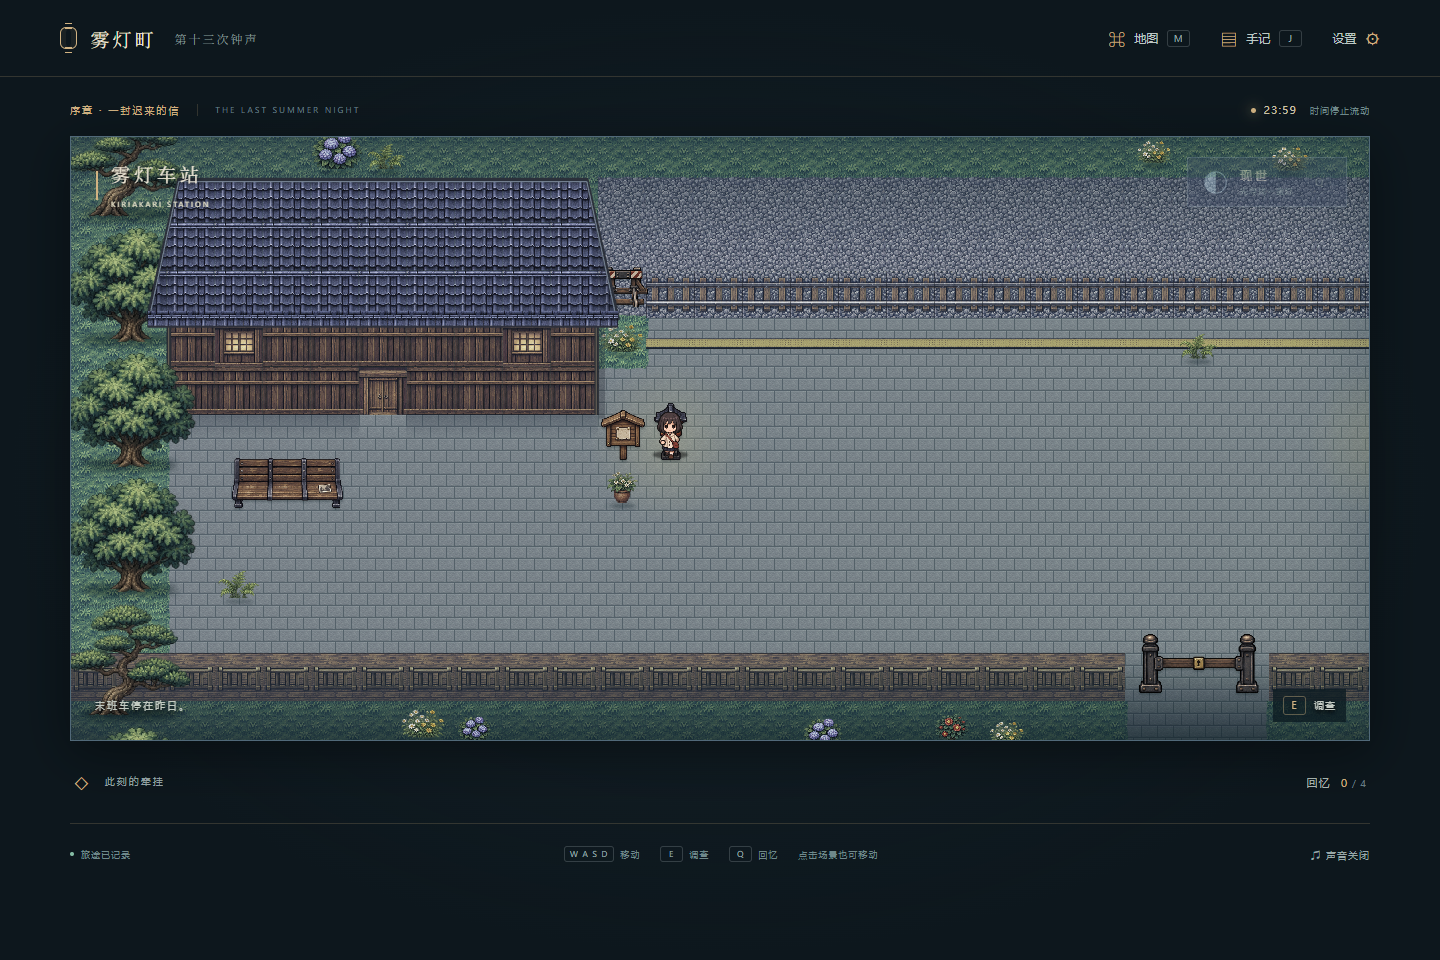 雾灯町 第十三次钟声
地图 M 手记 J 设置
序章 · 一封迟来的信 THE LAST SUMMER NIGHT 23:59 时间停止流动
雾灯车站
KIRIAKARI STATION
现世
末班车停在昨日。
E 调查
此刻的牵挂 回忆 0 / 4
旅途已记录 WASD 移动 E 调查 Q 回忆 点击场景也可移动 声音关闭